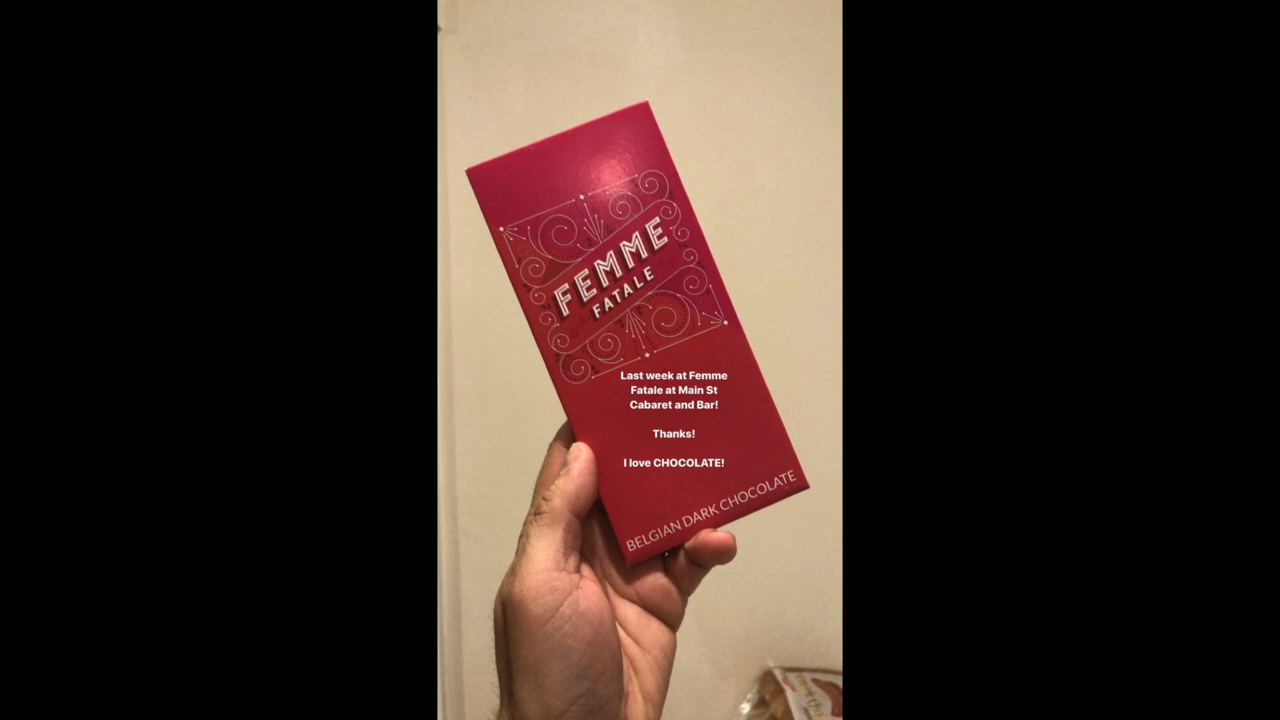 FEMME
FATALE
Last week at Femme
Fatale at Main St
Cabaret and Bar!
Thanks!
I love CHOCOLATE!
BELGIAN DARK CHOCOLATE